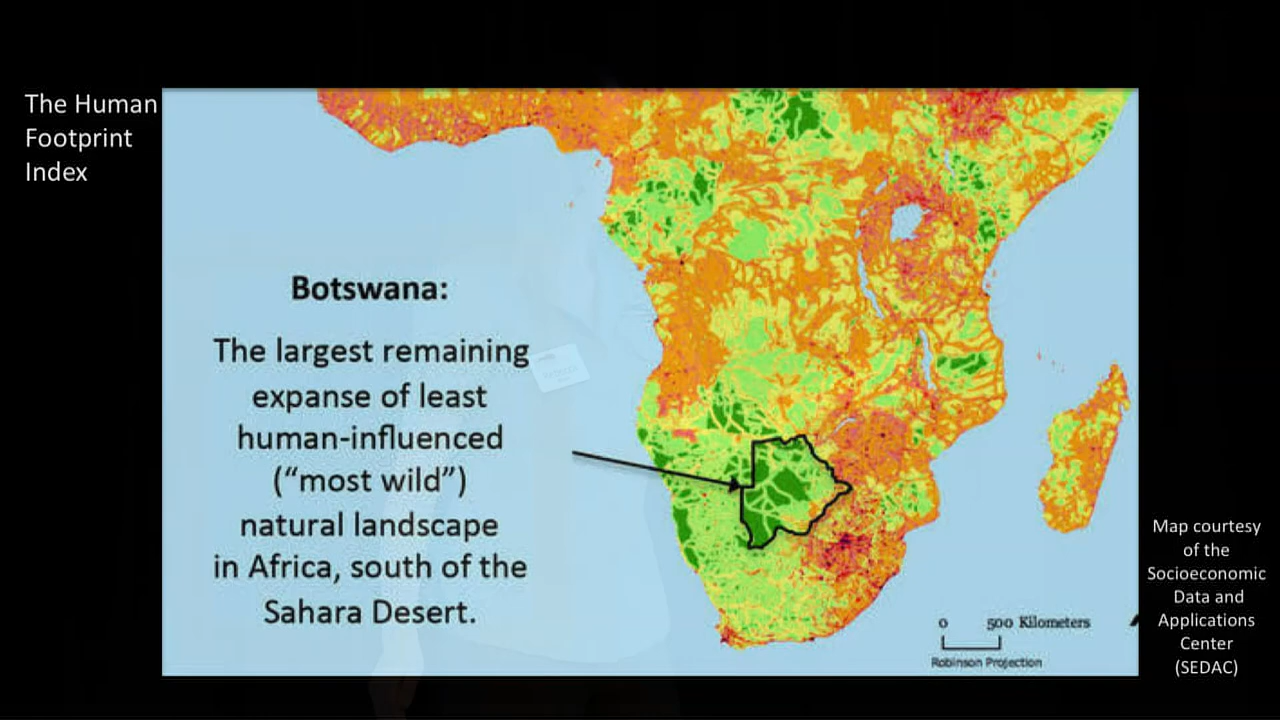 The Human
Footprint
Index
Botswana:
The largest remaining
expanse of least
human-influenced
(“most wild”)
natural landscape
in Africa, south of the
Sahara Desert.
0 500 Kilometers
Robinson Projection
Map courtesy
of the
Socioeconomic
Data and
Applications
Center
(SEDAC)